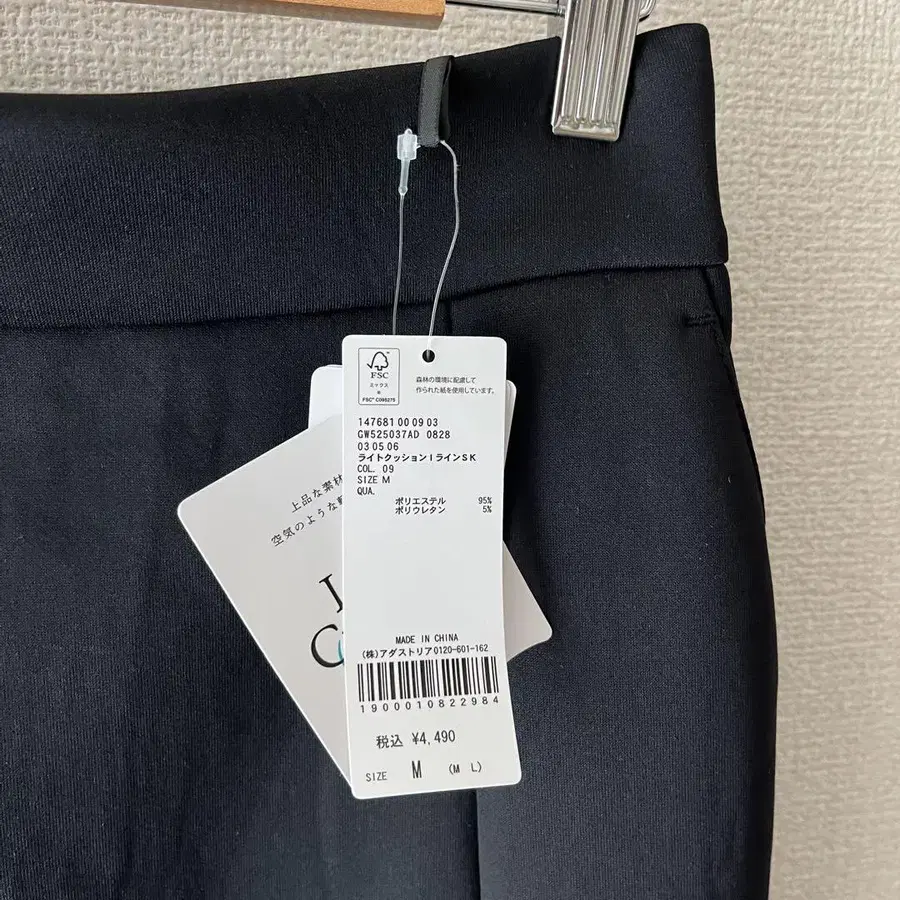 FSC
ミックス
FSC® C095275
森林の環境に配慮して
作られた紙を使用しています。
147681 00 09 03
GW525037AD 0828
03 05 06
ライトクッションIラインSK
COL. 09
SIZE M
QUA.
ポリエステル 95%
ポリウレタン 5%
MADE IN CHINA
(株)アダストリア0120-601-162
1900010822984
税込 ¥4,490
SIZE M (M L)
上品な素材
空気のような